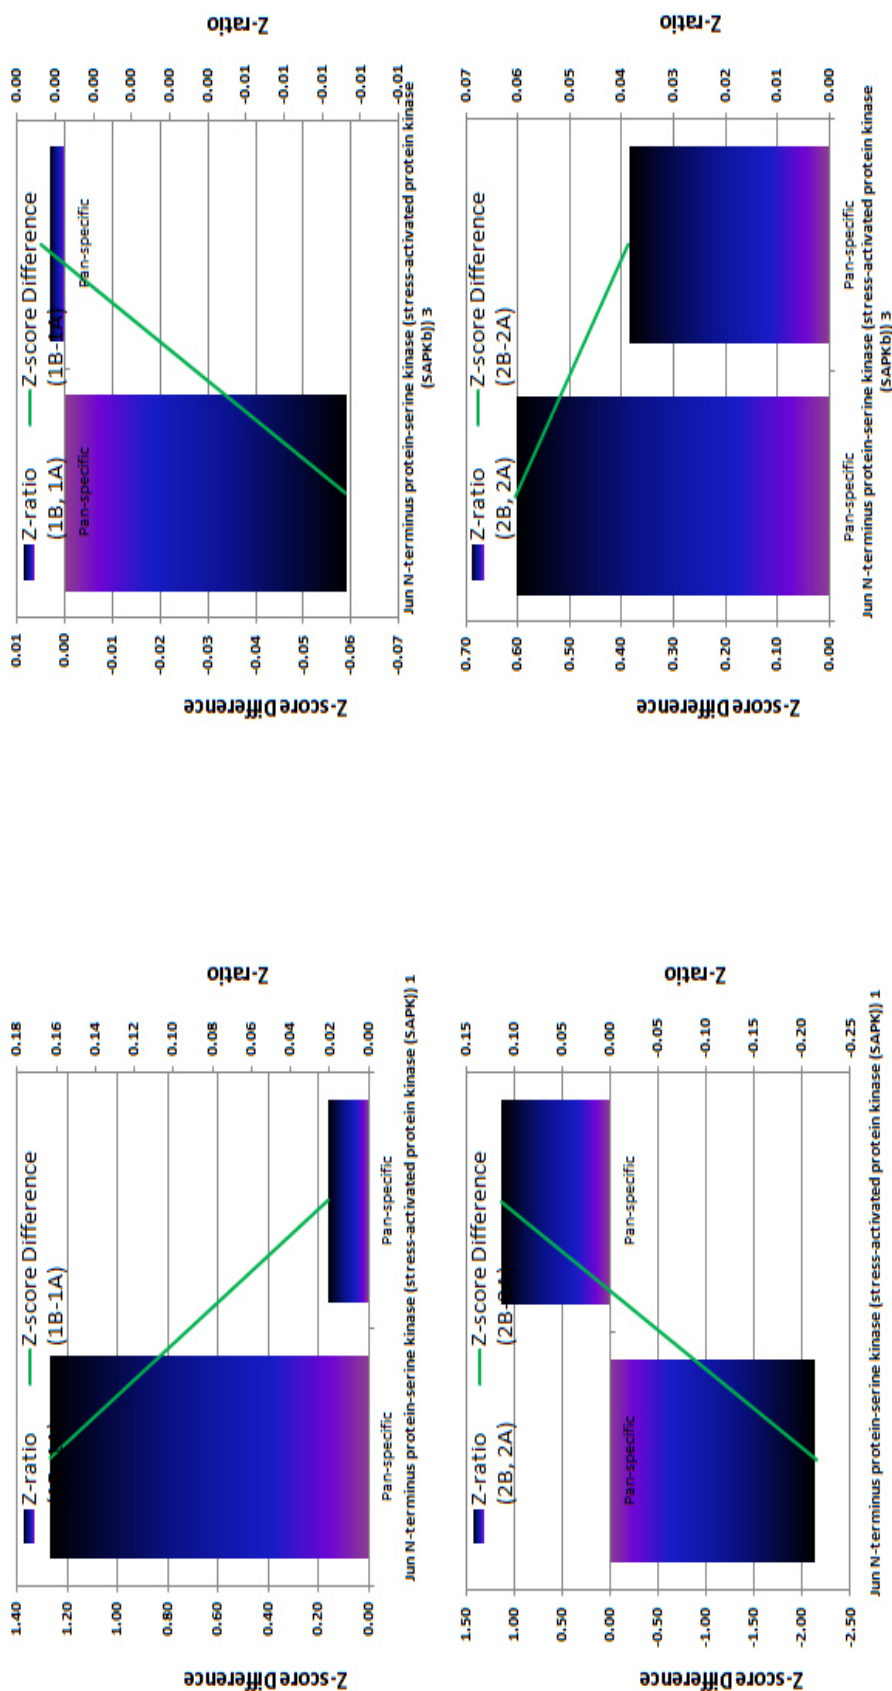 Z-score Difference
1.40
1.20
1.00
0.80
0.60
0.40
0.20
0.00
Z-ratio
Z-score Difference
(1B-1A)
Pan-specific
Pan-specific
0.18
0.16
0.14
0.12
0.10
0.08
0.06
0.04
0.02
0.00
Z-ratio
Jun N-terminus protein-serine kinase (stress-activated protein kinase (SAPK)) 1
Z-score Difference
0.01
0.00
-0.01
-0.02
-0.03
-0.04
-0.05
-0.06
-0.07
Z-ratio
(1B, 1A)
Z-score Difference
(1B-1A)
Pan-specific
Pan-specific
0.00
0.00
0.00
0.00
0.00
0.00
-0.01
-0.01
-0.01
-0.01
-0.01
Z-ratio
Jun N-terminus protein-serine kinase (stress-activated protein kinase
(SAPKb)) 3
Z-score Difference
1.50
1.00
0.50
0.00
-0.50
-1.00
-1.50
-2.00
-2.50
Z-ratio
(2B, 2A)
Z-score Difference
(2B-2A)
Pan-specific
Pan-specific
0.15
0.10
0.05
0.00
-0.05
-0.10
-0.15
-0.20
-0.25
Z-ratio
Jun N-terminus protein-serine kinase (stress-activated protein kinase (SAPK)) 1
Z-score Difference
0.70
0.60
0.50
0.40
0.30
0.20
0.10
0.00
Z-ratio
(2B, 2A)
Z-score Difference
(2B-2A)
Pan-specific
Pan-specific
0.07
0.06
0.05
0.04
0.03
0.02
0.01
0.00
Z-ratio
Jun N-terminus protein-serine kinase (stress-activated protein kinase
(SAPKb)) 3